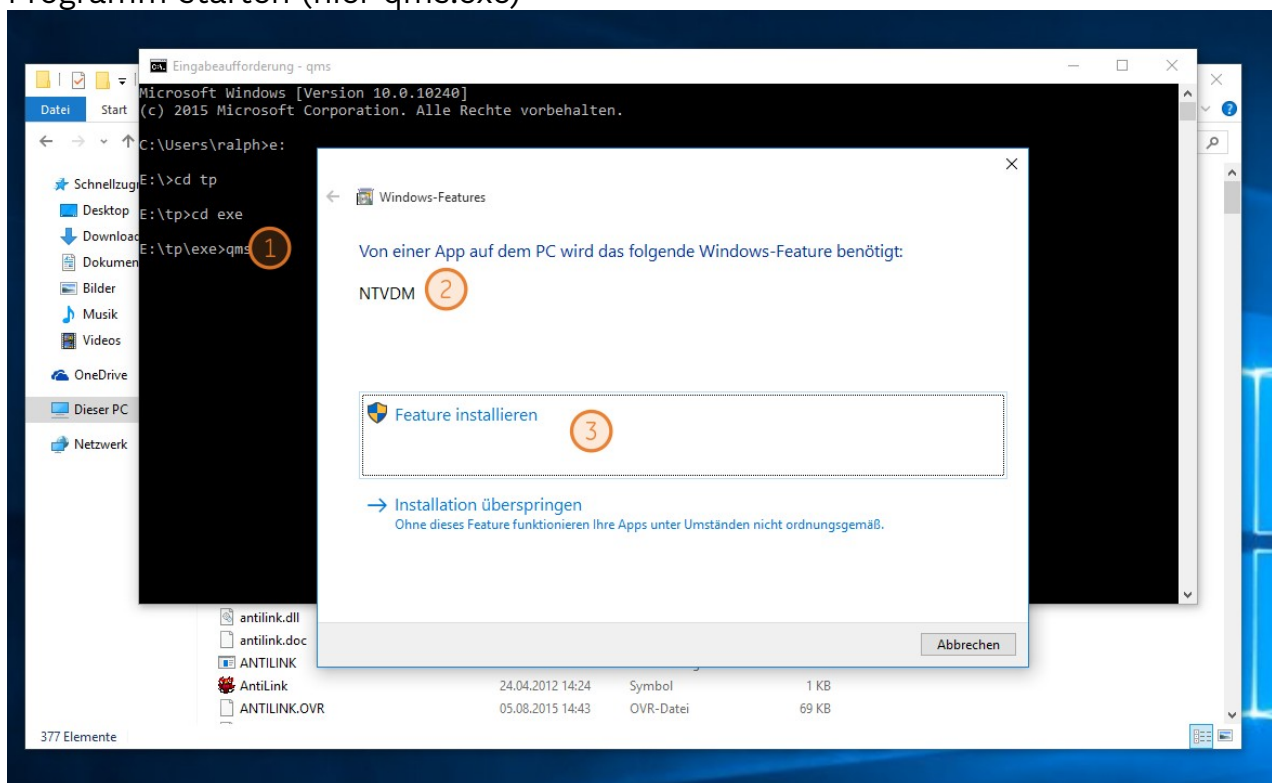 Programm starten (hier qms.exe)
Eingabeaufforderung - qms
Datei Start
Microsoft Windows [Version 10.0.10240]
(c) 2015 Microsoft Corporation. Alle Rechte vorbehalten.
C:\Users\ralph>e:
E:\>cd tp
E:\tp>cd exe
E:\tp\exe>qms
1
Schnellzugr
Desktop
Downloac
Dokumen
Bilder
Musik
Videos
OneDrive
Dieser PC
Netzwerk
Windows-Features
Von einer App auf dem PC wird das folgende Windows-Feature benötigt:
NTVDM
2
Feature installieren
3
Installation überspringen
Ohne dieses Feature funktionieren Ihre Apps unter Umständen nicht ordnungsgemäß.
Abbrechen
antilink.dll
antilink.doc
ANTILINK
AntiLink 24.04.2012 14:24 Symbol 1 KB
ANTILINK.OVR 05.08.2015 14:43 OVR-Datei 69 KB
377 Elemente